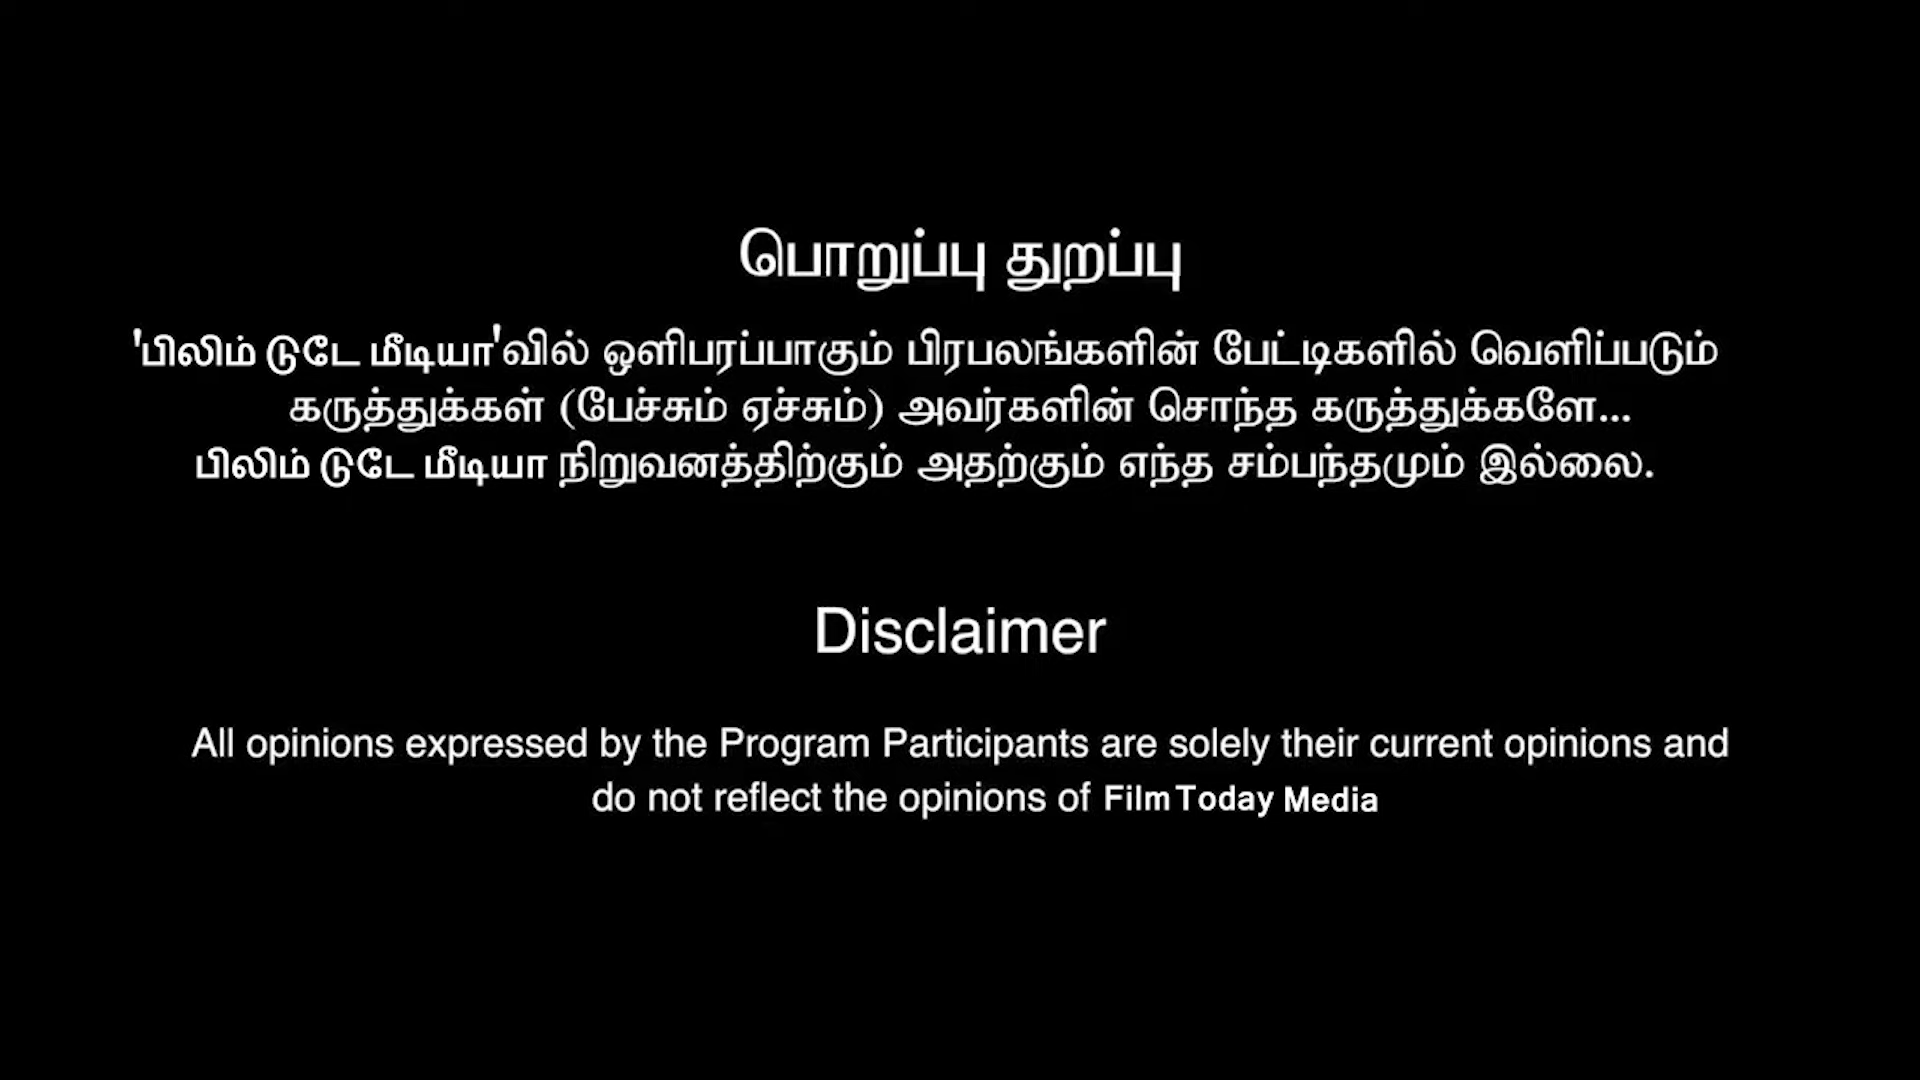 பொறுப்பு துறப்பு
'பிலிம் டுடே மீடியா'வில் ஒளிபரப்பாகும் பிரபலங்களின் பேட்டிகளில் வெளிப்படும்
கருத்துக்கள் (பேச்சும் ஏச்சும்) அவர்களின் சொந்த கருத்துக்களே...
பிலிம் டுடே மீடியா நிறுவனத்திற்கும் அதற்கும் எந்த சம்பந்தமும் இல்லை.
Disclaimer
All opinions expressed by the Program Participants are solely their current opinions and
do not reflect the opinions of Film Today Media